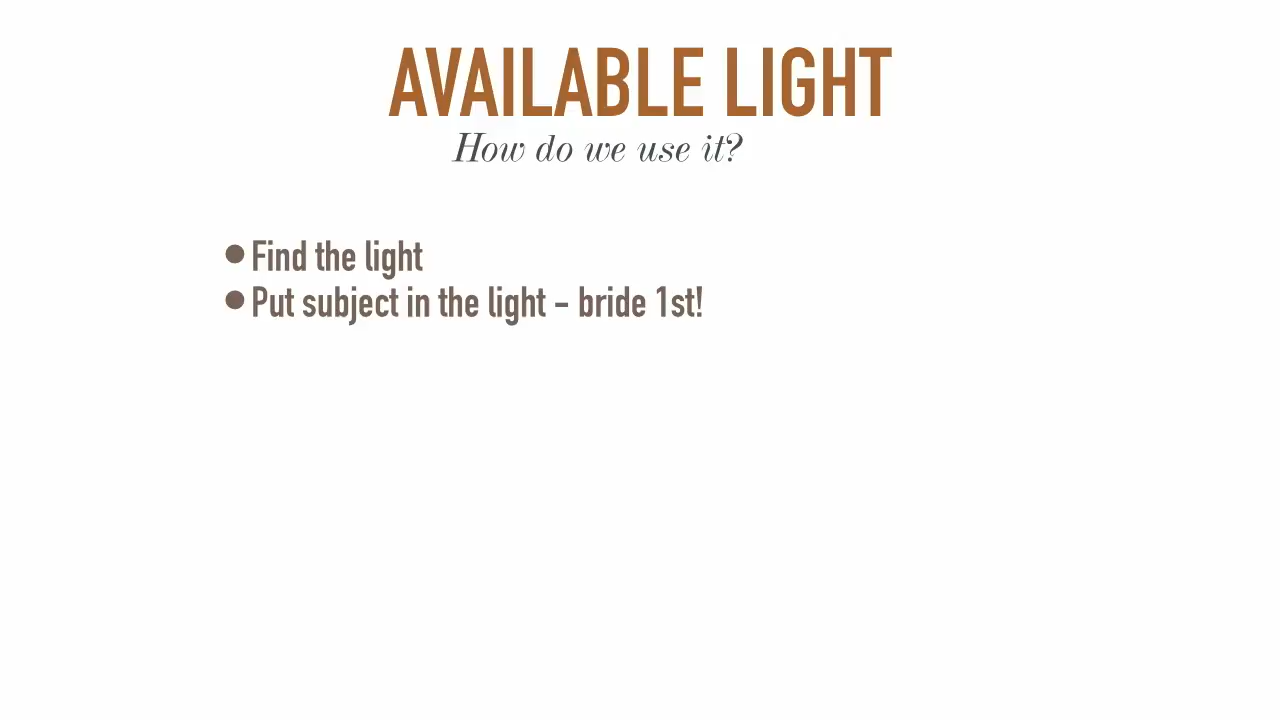 AVAILABLE LIGHT
How do we use it?
• Find the light
• Put subject in the light – bride 1st!